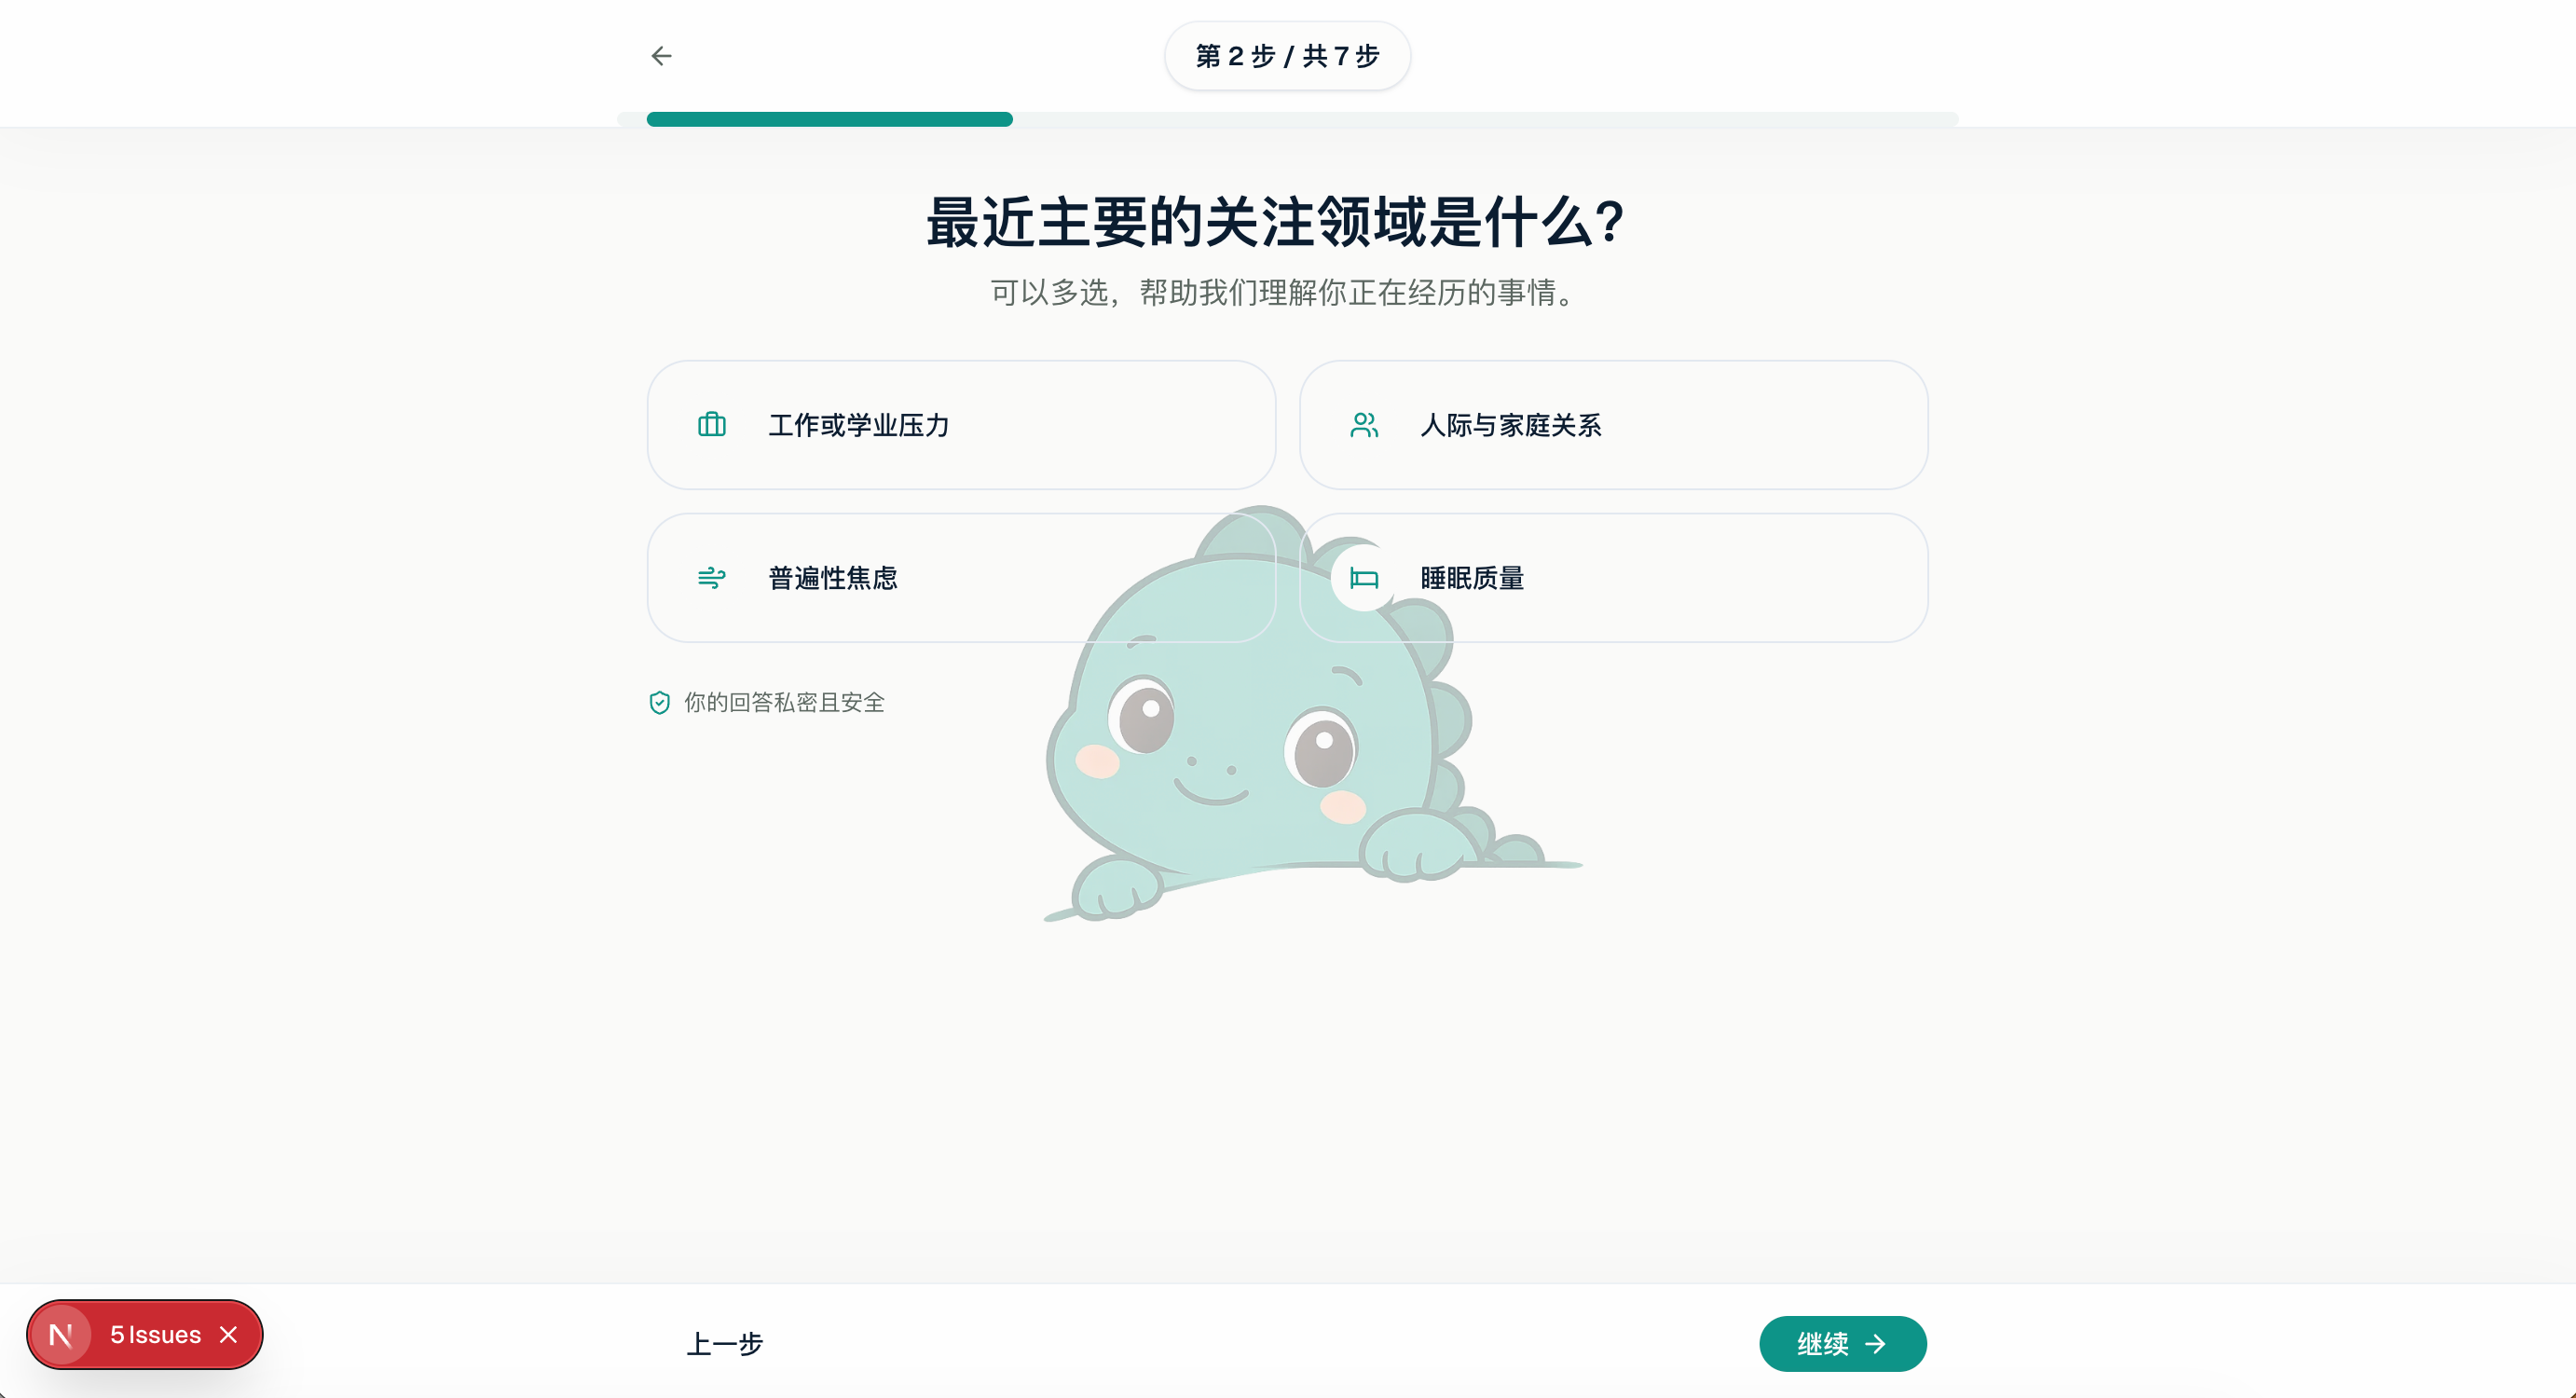 第 2 步 / 共 7 步
最近主要的关注领域是什么?
可以多选，帮助我们理解你正在经历的事情。
工作或学业压力
人际与家庭关系
普遍性焦虑
睡眠质量
你的回答私密且安全
N 5 Issues
上一步
继续